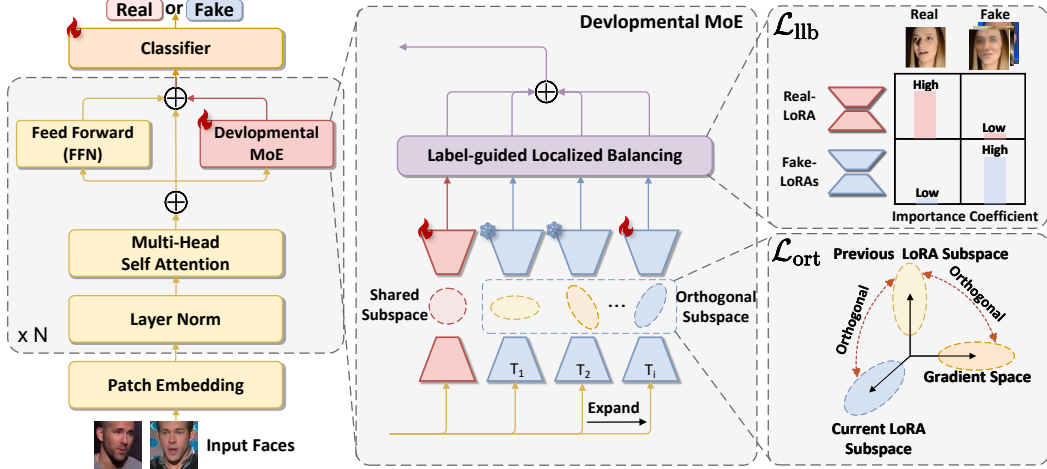 Real or Fake
Classifier
Feed Forward
(FFN)
Devlopmental
MoE
Multi-Head
Self Attention
Layer Norm
x N
Patch Embedding
Input Faces
Devlopmental MoE
Label-guided Localized Balancing
Shared
Subspace
...
Orthogonal
Subspace
T1
T2
Ti
Expand
ℒllb
Real
Fake
Real-
LoRA
High
Low
Fake-
LoRAs
Low
High
Importance Coefficient
ℒort
Previous LoRA Subspace
Orthogonal
Orthogonal
Gradient Space
Current LoRA
Subspace